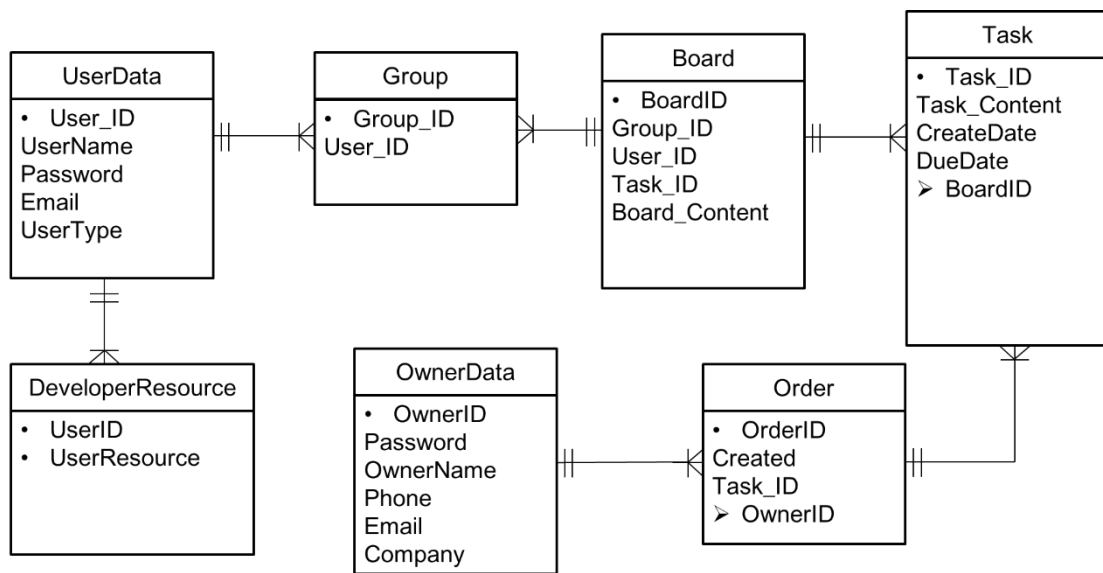 UserData
• User_ID
UserName
Password
Email
UserType
Group
• Group_ID
User_ID
Board
• BoardID
Group_ID
User_ID
Task_ID
Board_Content
Task
• Task_ID
Task_Content
CreateDate
DueDate
➢ BoardID
DeveloperResource
• UserID
• UserResource
OwnerData
• OwnerID
Password
OwnerName
Phone
Email
Company
Order
• OrderID
Created
Task_ID
➢ OwnerID